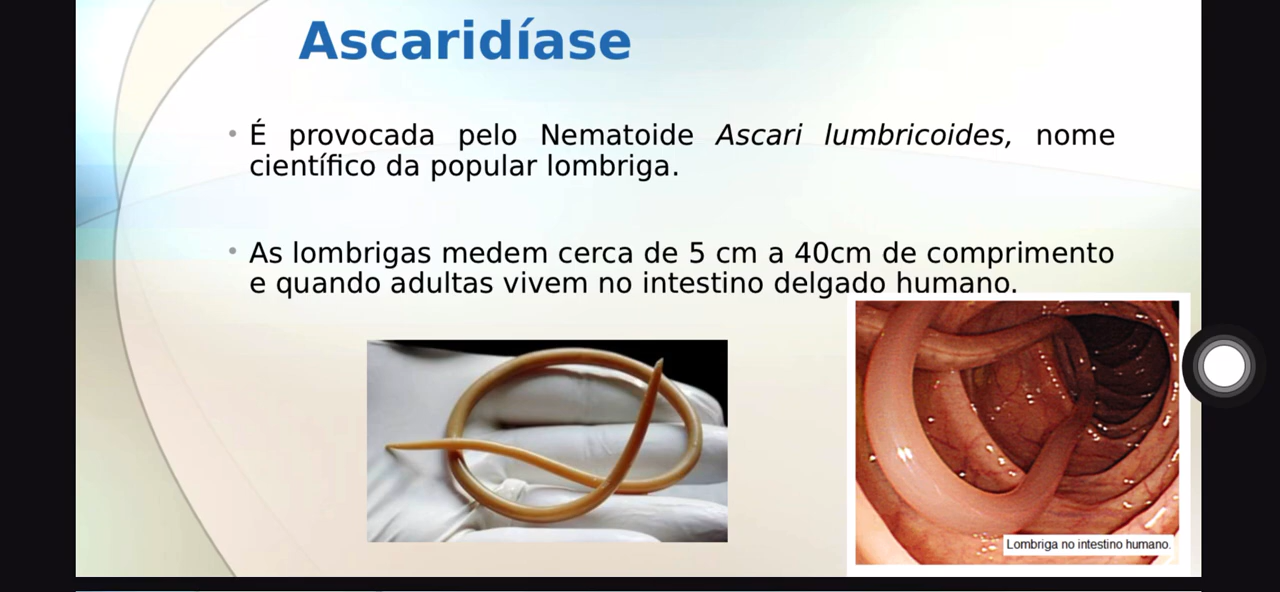 Ascaridíase
• É provocada pelo Nematoide Ascari lumbricoides, nome
científico da popular lombriga.
• As lombrigas medem cerca de 5 cm a 40cm de comprimento
e quando adultas vivem no intestino delgado humano.
Lombriga no intestino humano.